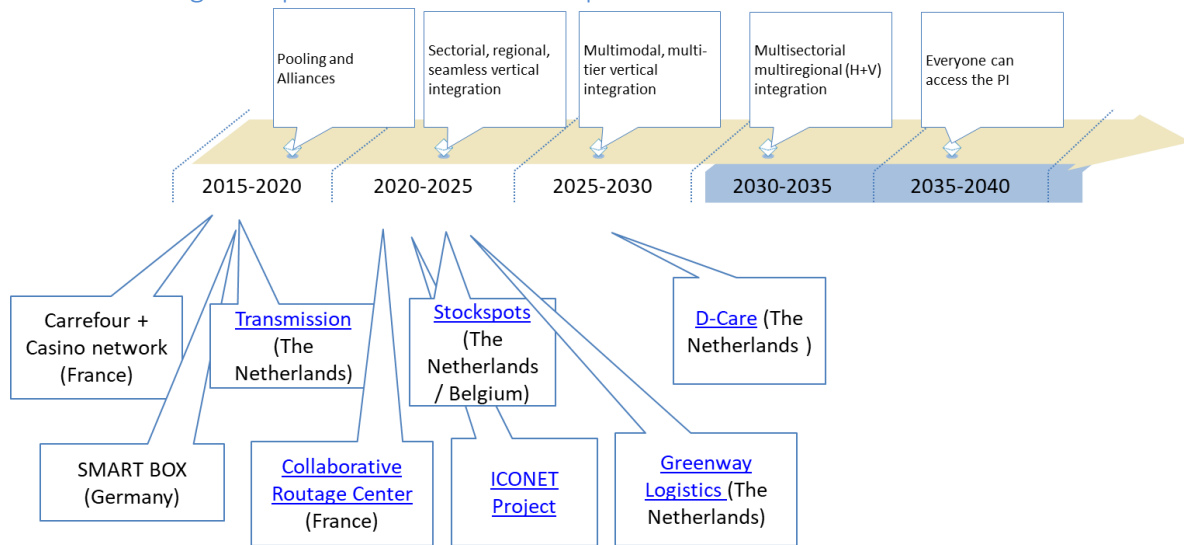 Pooling and
Alliances
Sectorial, regional,
seamless vertical
integration
Multimodal, multi-
tier vertical
integration
Multisectorial
multiregional (H+V)
integration
Everyone can
access the PI
2015-2020
2020-2025
2025-2030
2030-2035
2035-2040
Carrefour +
Casino network
(France)
Transmission
(The
Netherlands)
Stockspots
(The
Netherlands
/ Belgium)
D-Care (The
Netherlands )
SMART BOX
(Germany)
Collaborative
Routage Center
(France)
ICONET
Project
Greenway
Logistics (The
Netherlands)